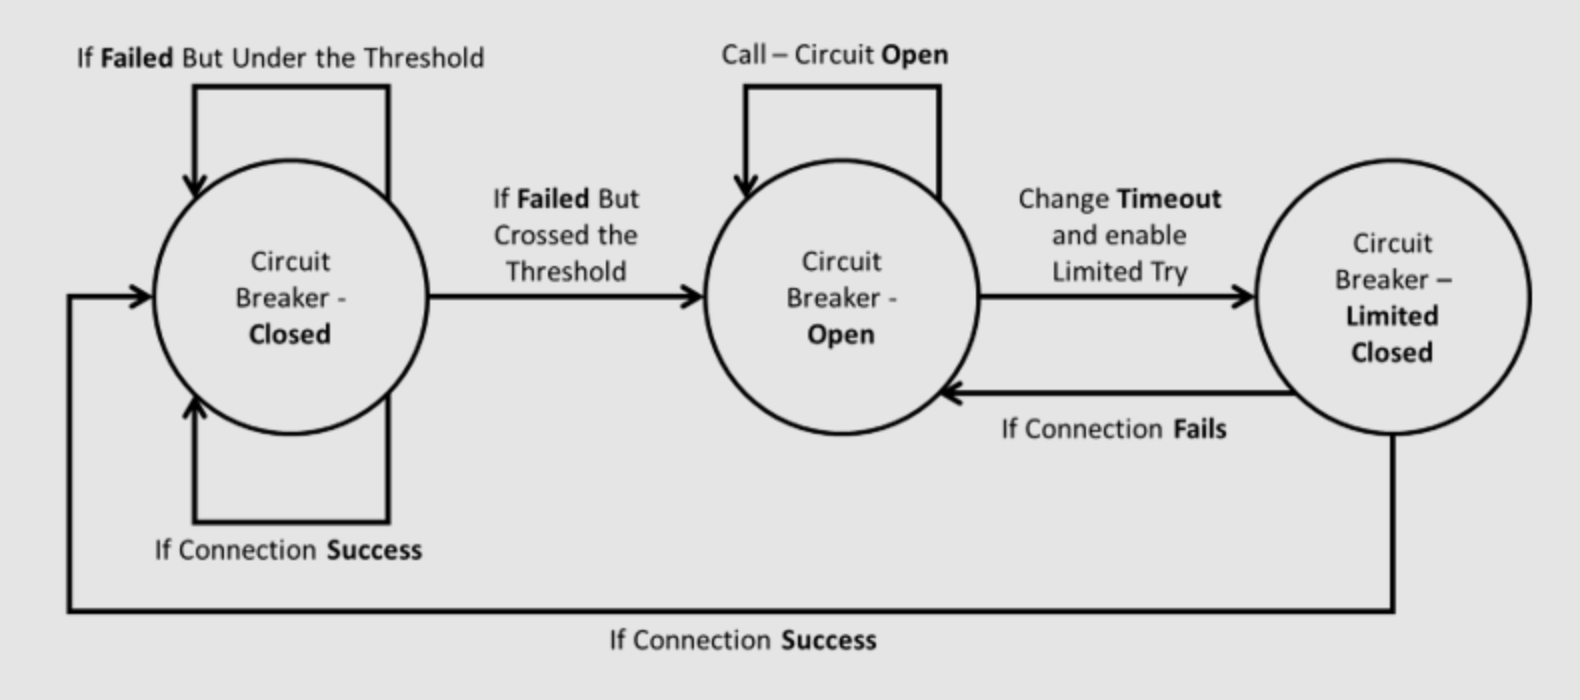 If Failed But Under the Threshold
Call – Circuit Open
If Failed But
Crossed the
Threshold
Change Timeout
and enable
Limited Try
Circuit
Breaker -
Closed
Circuit
Breaker -
Open
Circuit
Breaker –
Limited
Closed
If Connection Fails
If Connection Success
If Connection Success